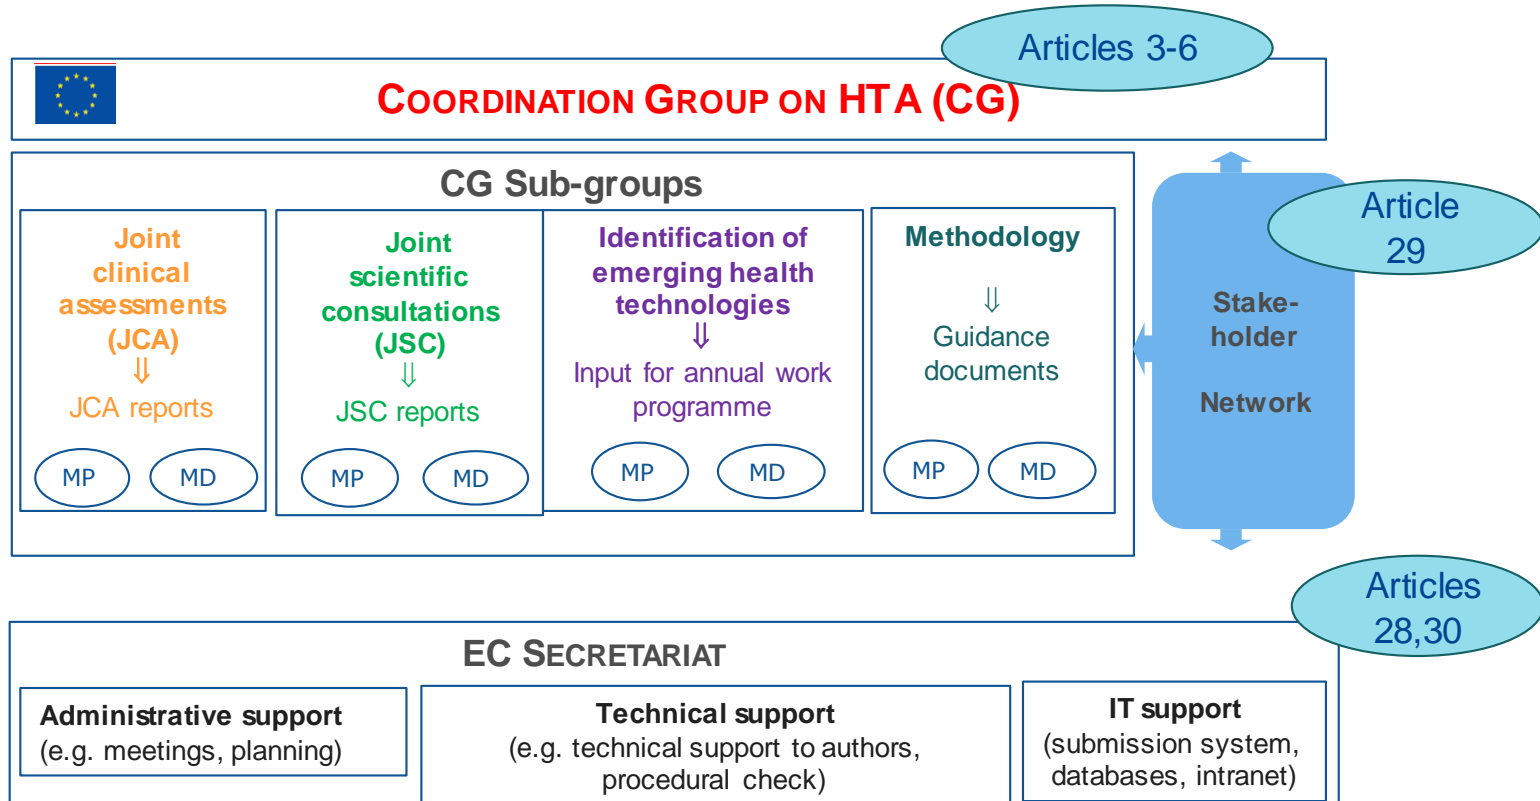 Articles 3-6
COORDINATION GROUP ON HTA (CG)
CG Sub-groups
Joint
clinical
assessments
(JCA)
⇓
JCA reports
MP
MD
Joint
scientific
consultations
(JSC)
⇓
JSC reports
MP
MD
Identification of
emerging health
technologies
⇓
Input for annual work
programme
MP
MD
Methodology
⇓
Guidance
documents
MP
MD
Article
29
Stake-
holder
Network
Articles
28,30
EC SECRETARIAT
Administrative support
(e.g. meetings, planning)
Technical support
(e.g. technical support to authors,
procedural check)
IT support
(submission system,
databases, intranet)